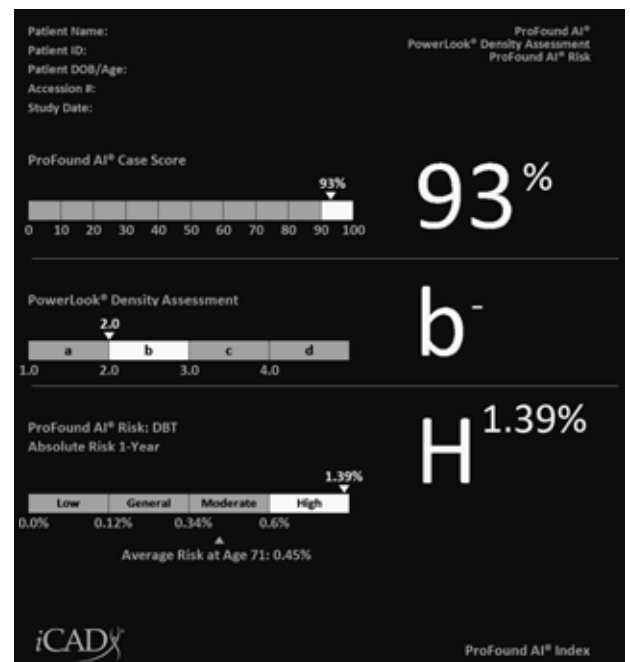 Patient Name:
Patient ID:
Patient DOB/Age:
Accession #:
Study Date:
ProFound AI®
PowerLook® Density Assessment
ProFound AI® Risk
ProFound AI® Case Score
93%
0 10 20 30 40 50 60 70 80 90 100
93%
PowerLook® Density Assessment
2.0
a b c d
1.0 2.0 3.0 4.0
b-
ProFound AI® Risk: DBT
Absolute Risk 1-Year
1.39%
Low General Moderate High
0.0% 0.12% 0.34% 0.6%
Average Risk at Age 71: 0.45%
H 1.39%
iCAD
ProFound AI® Index